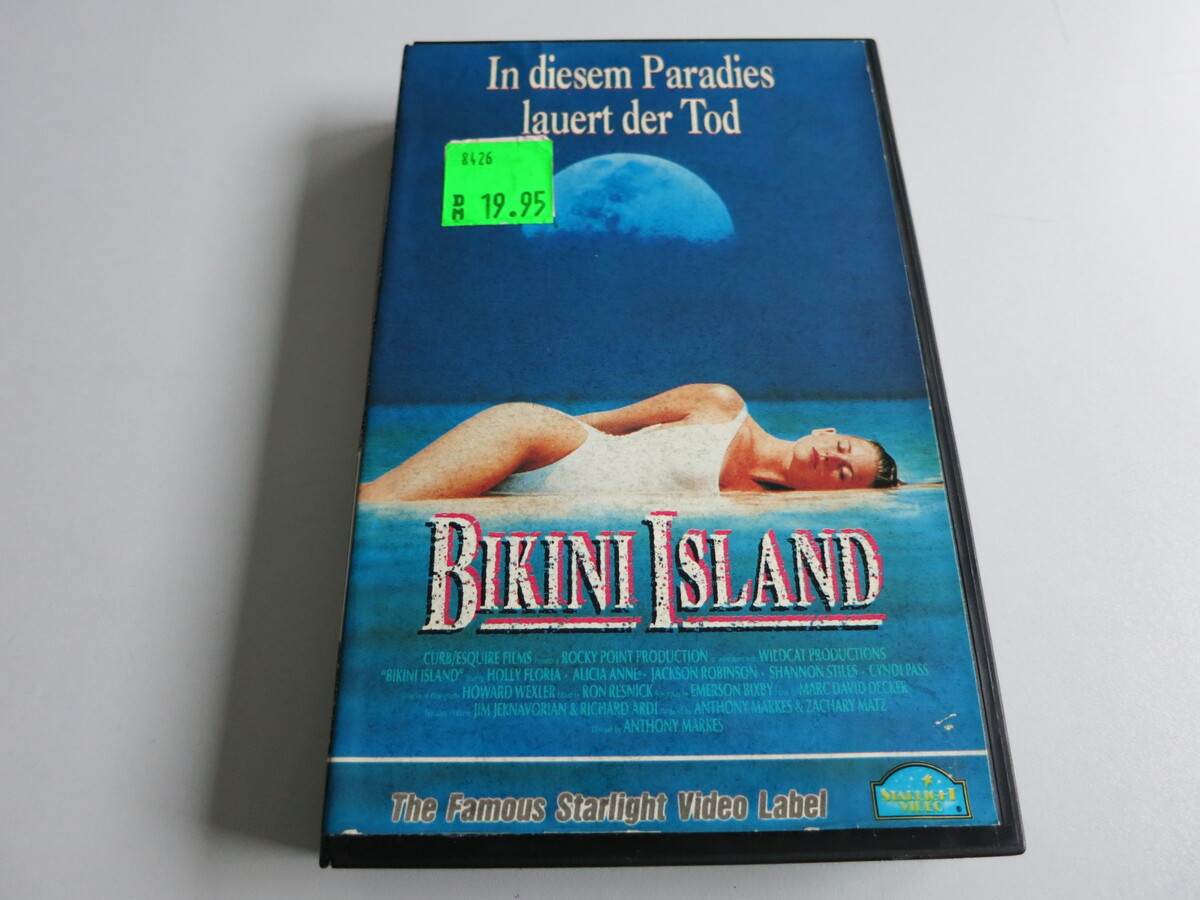 In diesem Paradies
lauert der Tod
8426
DM 19.95
BIKINI ISLAND
CURB/ESQUIRE FILMS ROCKY POINT PRODUCTION WILDCAT PRODUCTIONS
"BIKINI ISLAND" HOLLY FLORIA · ALICIA ANNE · JACKSON ROBINSON · SHANNON STILES · CYNDI PASS
HOWARD WEXLER RON RESNICK EMERSON BIXBY MARC DAVID DECKER
JIM JEKNAVORIAN & RICHARD ARDI ANTHONY MARKES & ZACHARY MATZ
Directed by ANTHONY MARKES
The Famous Starlight Video Label
STARLIGHT
VIDEO ®